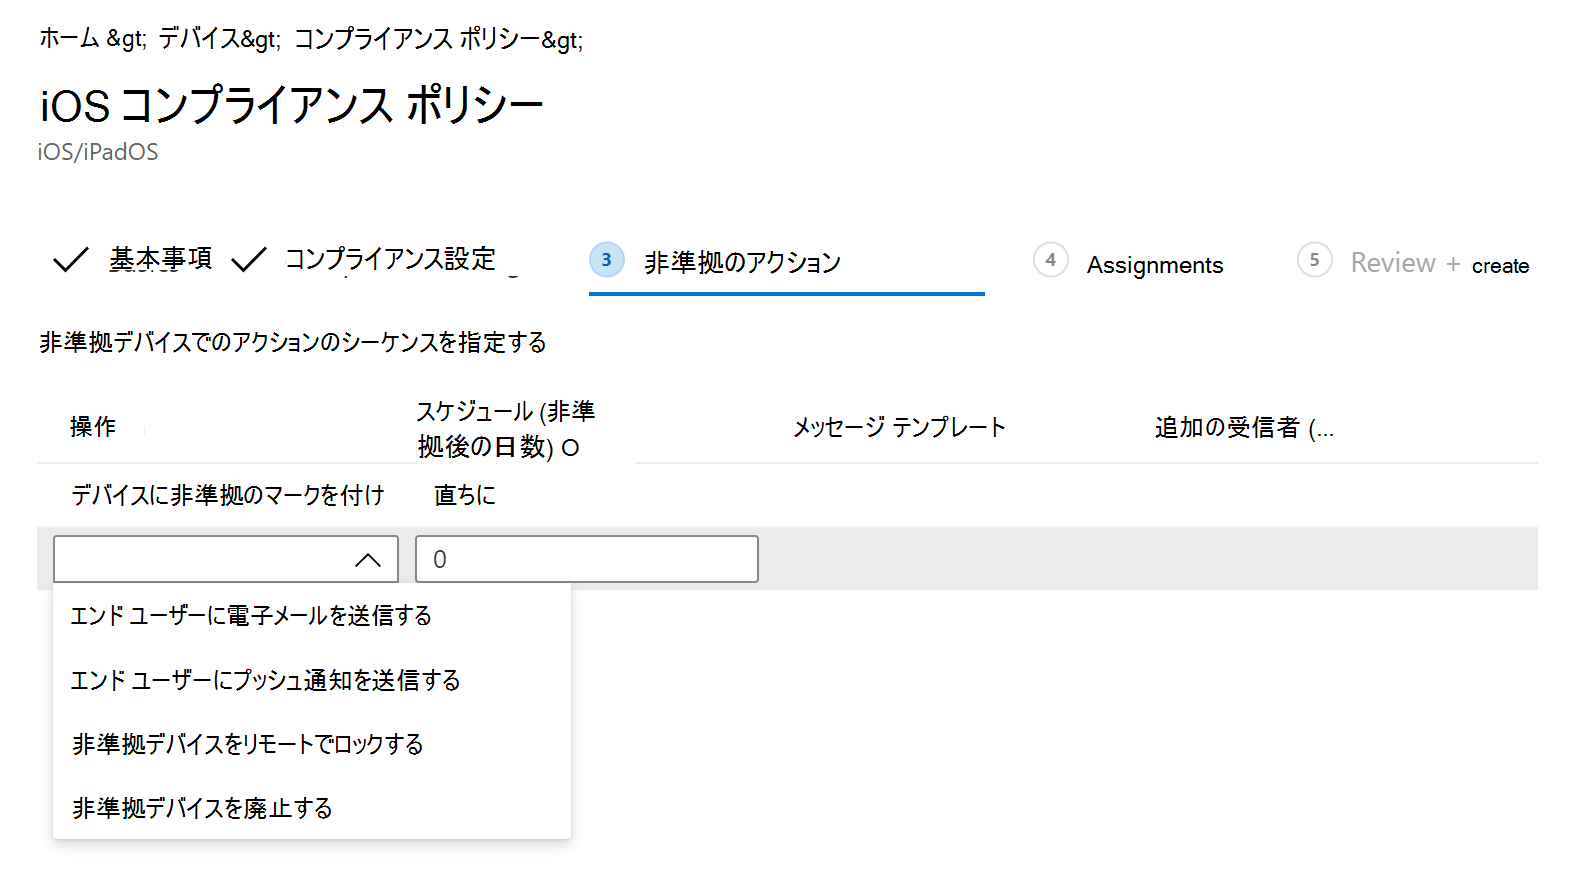 ホーム &gt; デバイス&gt; コンプライアンス ポリシー&gt;
iOS コンプライアンス ポリシー
iOS/iPadOS
基本事項 コンプライアンス設定 3 非準拠のアクション 4 Assignments 5 Review + create
非準拠デバイスでのアクションのシーケンスを指定する
操作 スケジュール (非準拠後の日数) O メッセージ テンプレート 追加の受信者 (...
デバイスに非準拠のマークを付け 直ちに
0
エンド ユーザーに電子メールを送信する
エンド ユーザーにプッシュ通知を送信する
非準拠デバイスをリモートでロックする
非準拠デバイスを廃止する